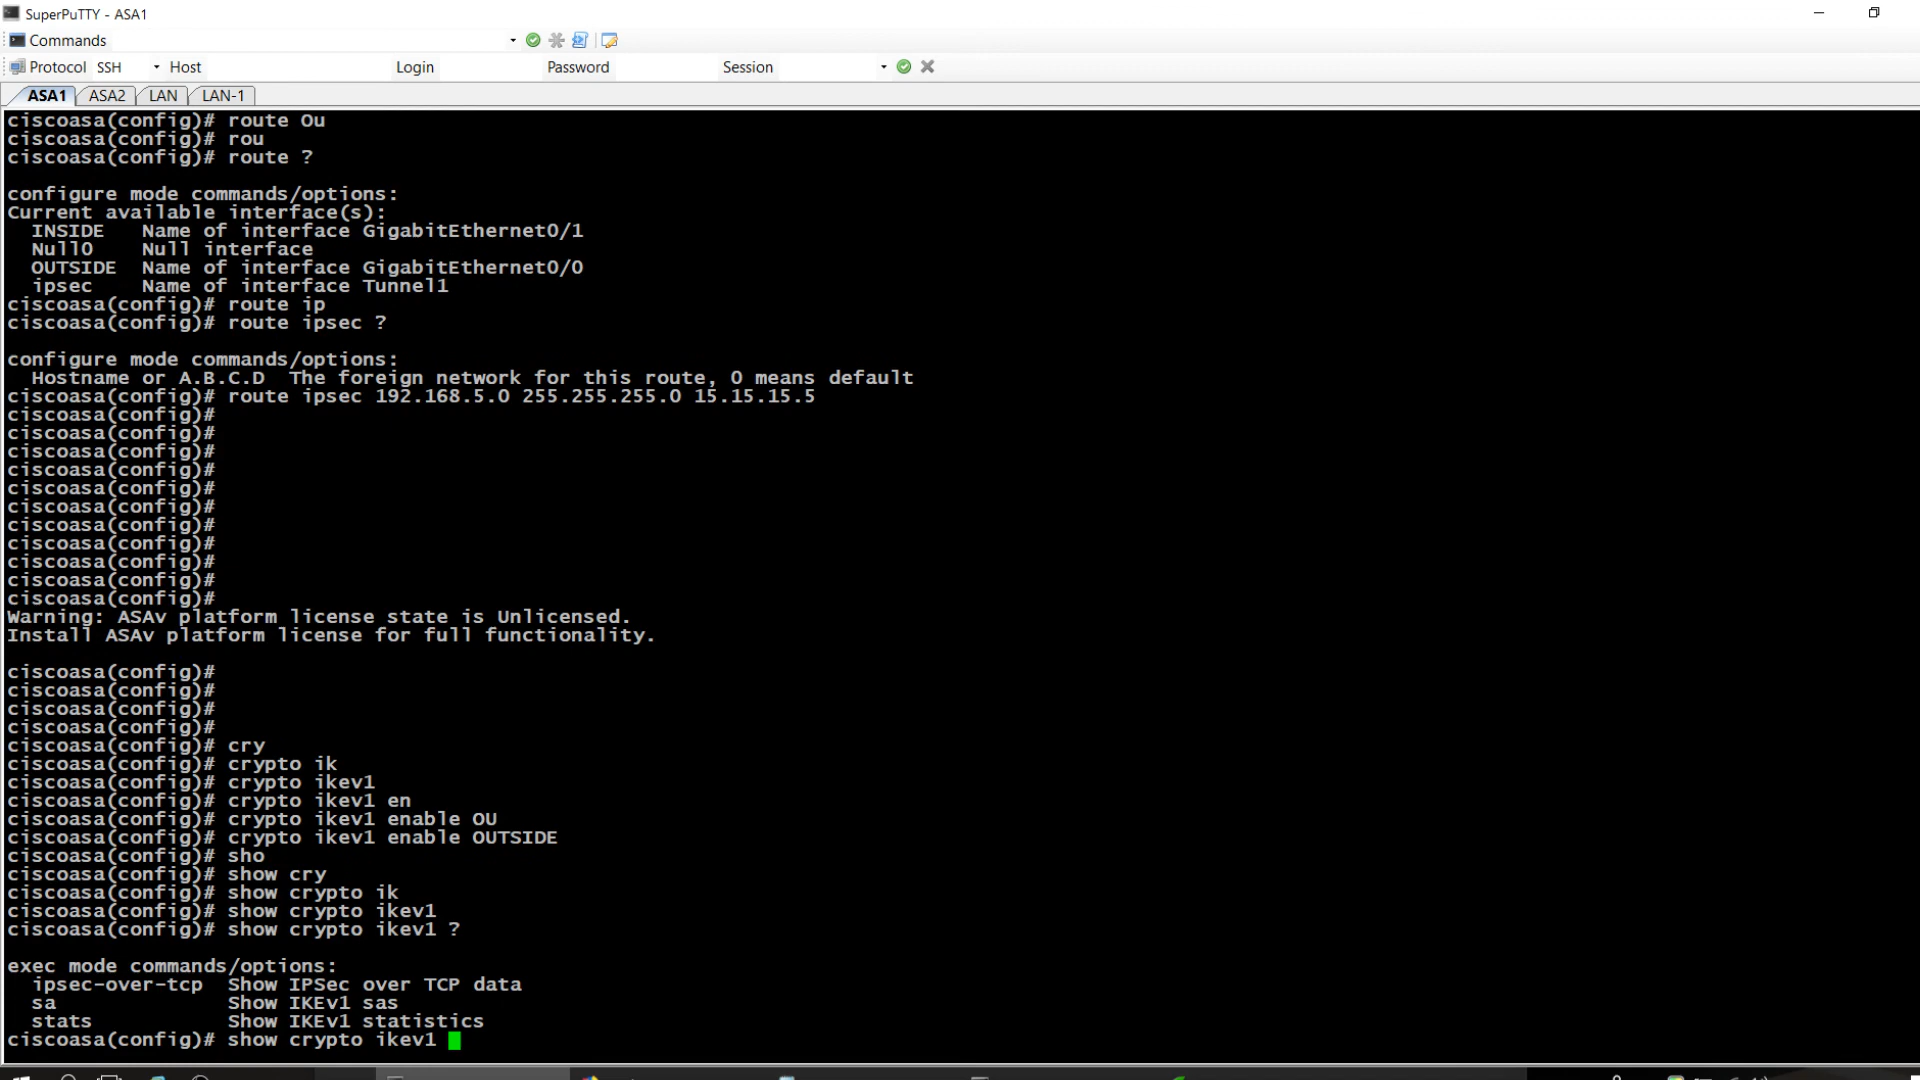 SuperPuTTY - ASA1
Commands
Protocol SSH Host Login Password Session
ASA1 ASA2 LAN LAN-1
ciscoasa(config)# route Ou
ciscoasa(config)# rou
ciscoasa(config)# route ?
configure mode commands/options:
Current available interface(s):
INSIDE Name of interface GigabitEthernet0/1
Null0 Null interface
OUTSIDE Name of interface GigabitEthernet0/0
ipsec Name of interface Tunnel1
ciscoasa(config)# route ip
ciscoasa(config)# route ipsec ?
configure mode commands/options:
Hostname or A.B.C.D The foreign network for this route, 0 means default
ciscoasa(config)# route ipsec 192.168.5.0 255.255.255.0 15.15.15.5
ciscoasa(config)#
ciscoasa(config)#
ciscoasa(config)#
ciscoasa(config)#
ciscoasa(config)#
ciscoasa(config)#
ciscoasa(config)#
ciscoasa(config)#
ciscoasa(config)#
ciscoasa(config)#
ciscoasa(config)#
Warning: ASAv platform license state is Unlicensed.
Install ASAv platform license for full functionality.
ciscoasa(config)#
ciscoasa(config)#
ciscoasa(config)#
ciscoasa(config)#
ciscoasa(config)# cry
ciscoasa(config)# crypto ik
ciscoasa(config)# crypto ikev1
ciscoasa(config)# crypto ikev1 en
ciscoasa(config)# crypto ikev1 enable OU
ciscoasa(config)# crypto ikev1 enable OUTSIDE
ciscoasa(config)# sho
ciscoasa(config)# show cry
ciscoasa(config)# show crypto ik
ciscoasa(config)# show crypto ikev1
ciscoasa(config)# show crypto ikev1 ?
exec mode commands/options:
ipsec-over-tcp Show IPSec over TCP data
sa Show IKEv1 sas
stats Show IKEv1 statistics
ciscoasa(config)# show crypto ikev1